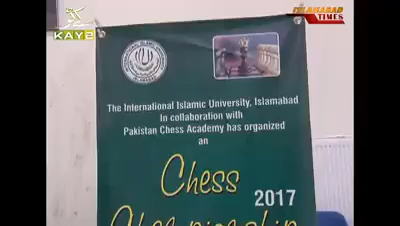 KAY2
ISLAMABAD
TIMES
The International Islamic University, Islamabad
In collaboration with
Pakistan Chess Academy has organized
an
Chess
2017
Championship